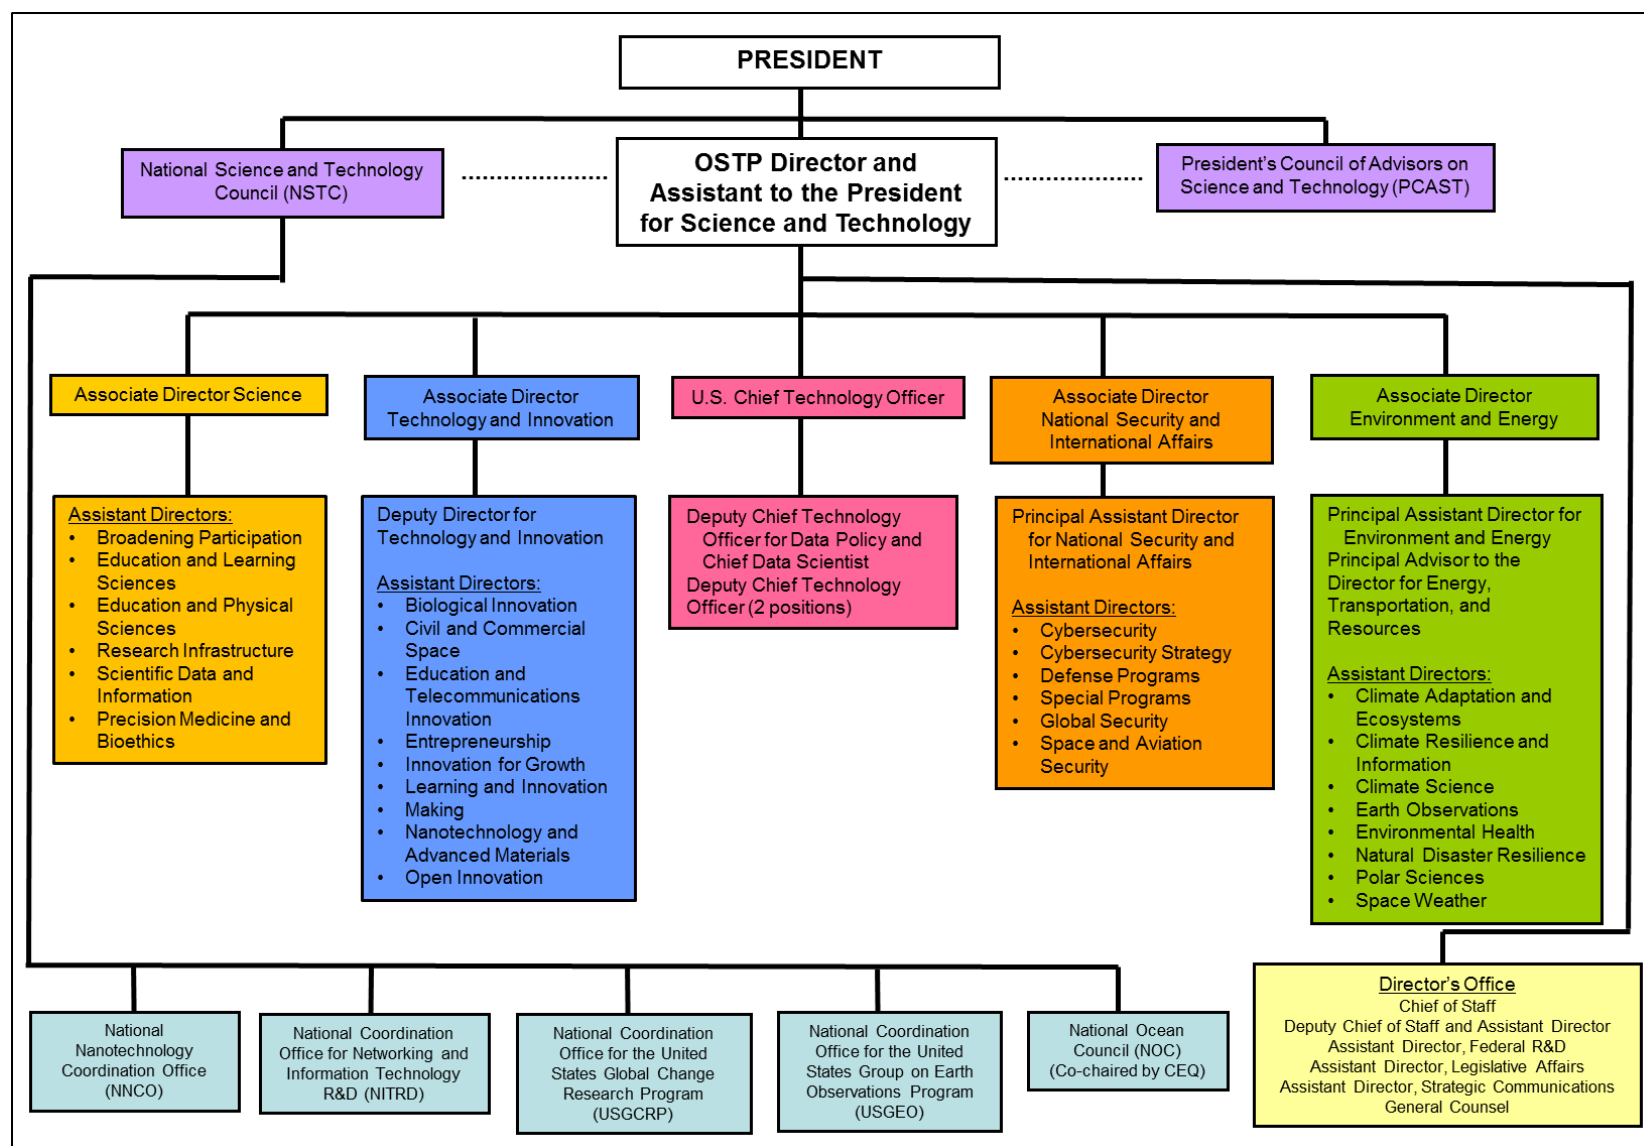 PRESIDENT
National Science and Technology
Council (NSTC)
OSTP Director and
Assistant to the President
for Science and Technology
President’s Council of Advisors on
Science and Technology (PCAST)
Associate Director Science
Associate Director
Technology and Innovation
U.S. Chief Technology Officer
Associate Director
National Security and
International Affairs
Associate Director
Environment and Energy
Assistant Directors:
• Broadening Participation
• Education and Learning
Sciences
• Education and Physical
Sciences
• Research Infrastructure
• Scientific Data and
Information
• Precision Medicine and
Bioethics
Deputy Director for
Technology and Innovation
Assistant Directors:
• Biological Innovation
• Civil and Commercial
Space
• Education and
Telecommunications
Innovation
• Entrepreneurship
• Innovation for Growth
• Learning and Innovation
• Making
• Nanotechnology and
Advanced Materials
• Open Innovation
Deputy Chief Technology
Officer for Data Policy and
Chief Data Scientist
Deputy Chief Technology
Officer (2 positions)
Principal Assistant Director
for National Security and
International Affairs
Assistant Directors:
• Cybersecurity
• Cybersecurity Strategy
• Defense Programs
• Special Programs
• Global Security
• Space and Aviation
Security
Principal Assistant Director for
Environment and Energy
Principal Advisor to the
Director for Energy,
Transportation, and
Resources
Assistant Directors:
• Climate Adaptation and
Ecosystems
• Climate Resilience and
Information
• Climate Science
• Earth Observations
• Environmental Health
• Natural Disaster Resilience
• Polar Sciences
• Space Weather
National
Nanotechnology
Coordination Office
(NNCO)
National Coordination
Office for Networking and
Information Technology
R&D (NITRD)
National Coordination
Office for the United
States Global Change
Research Program
(USGCRP)
National Coordination
Office for the United
States Group on Earth
Observations Program
(USGEO)
National Ocean
Council (NOC)
(Co-chaired by CEQ)
Director’s Office
Chief of Staff
Deputy Chief of Staff and Assistant Director
Assistant Director, Federal R&D
Assistant Director, Legislative Affairs
Assistant Director, Strategic Communications
General Counsel